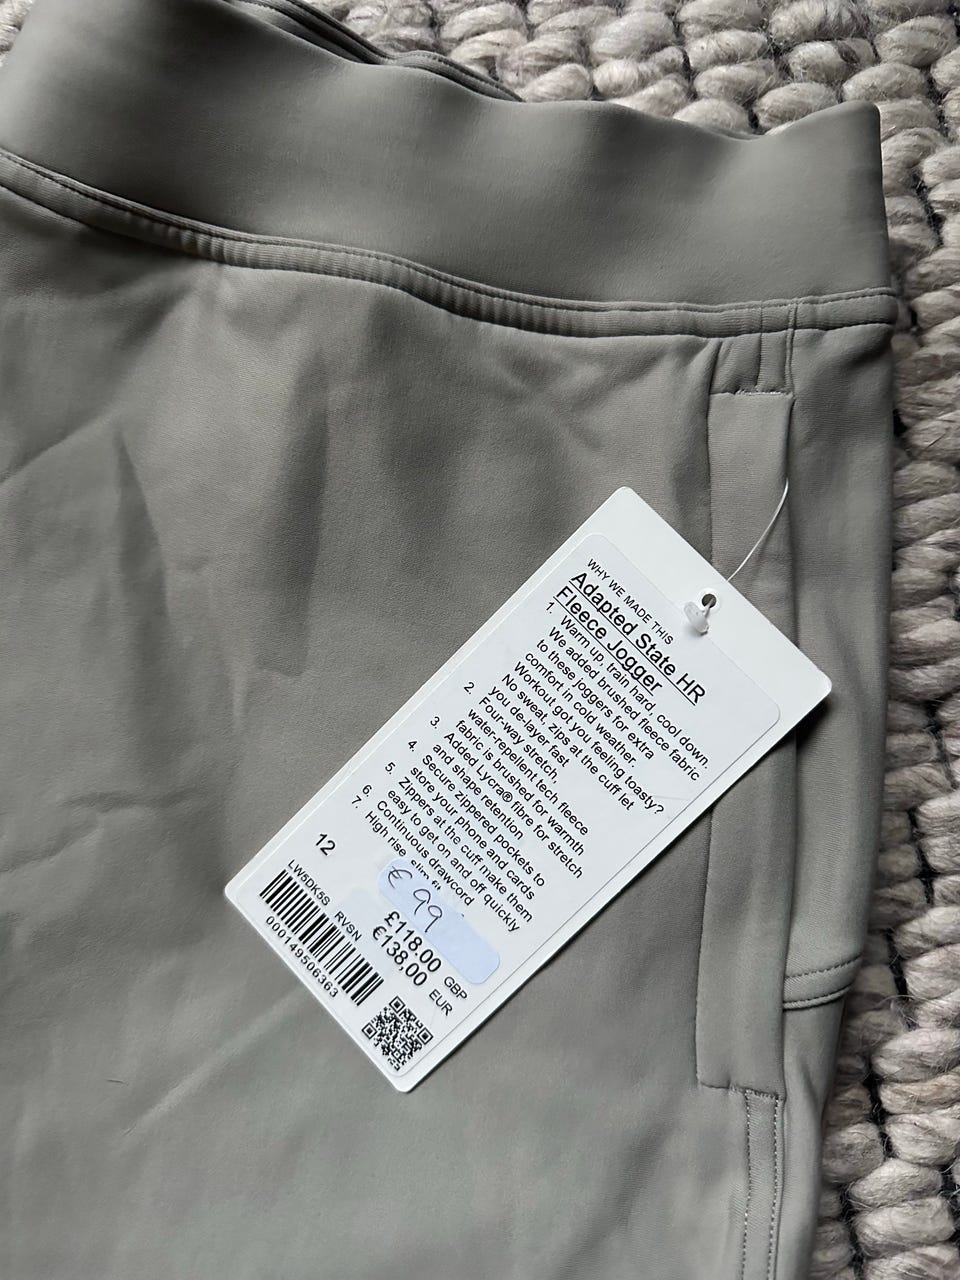 WHY WE MADE THIS
Adapted State HR
Fleece Jogger
1. Warm up, train hard, cool down.
We added brushed fleece fabric
to these joggers for extra
comfort in cold weather.
2. Workout got you feeling toasty?
No sweat, zips at the cuff let
you de-layer fast.
3. Four-way stretch,
water-repellent tech fleece
fabric is brushed for warmth
4. Added Lycra® fibre for stretch
and shape retention
5. Secure zippered pockets to
store your phone and cards
6. Zippers at the cuff make them
easy to get on and off quickly
7. Continuous drawcord
High rise, slim fit
€ 99
12
£118.00 GBP
€138,00 EUR
LW5DK5S RVSN
000149506363